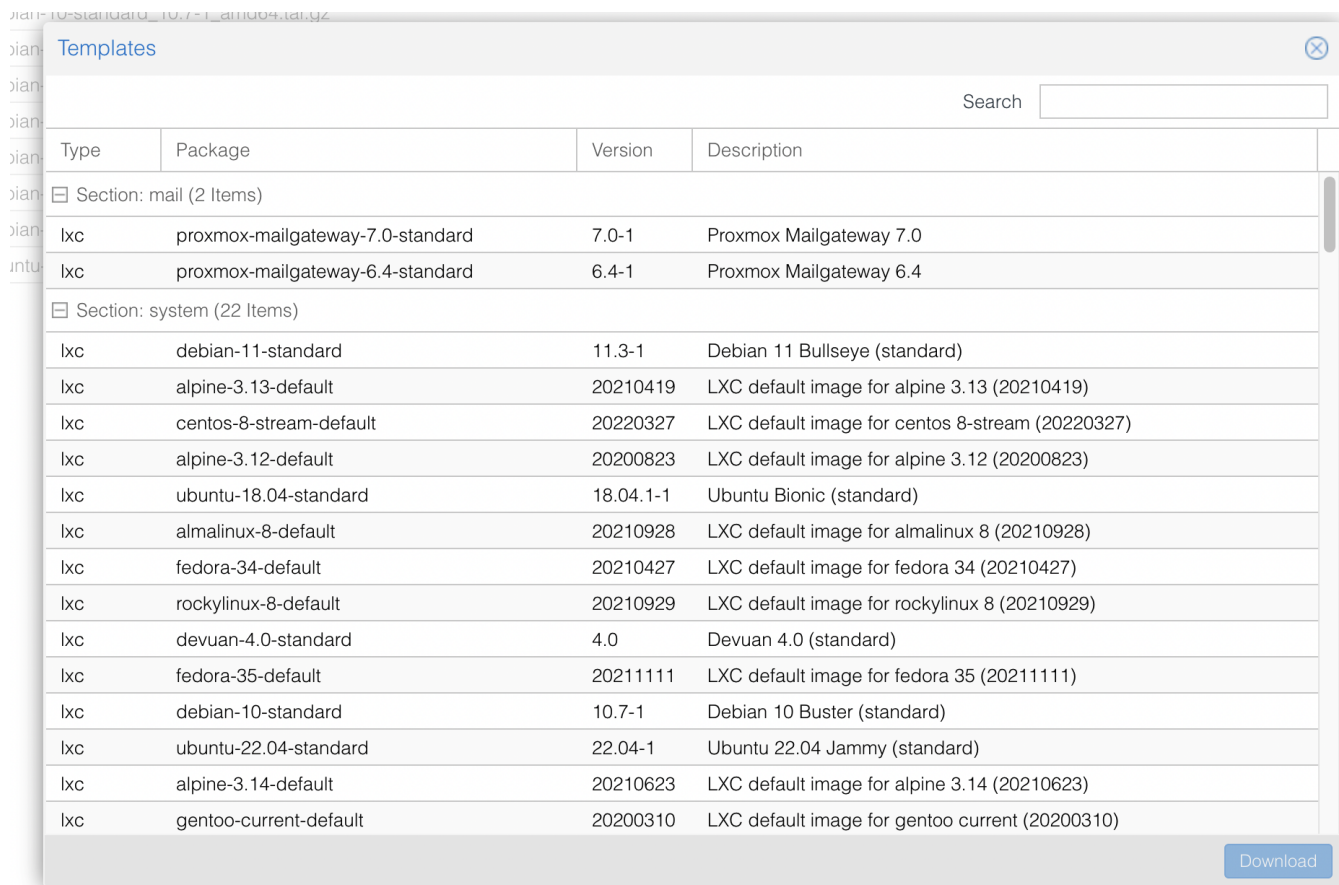 Templates
Search
Type Package Version Description
Section: mail (2 Items)
lxc proxmox-mailgateway-7.0-standard 7.0-1 Proxmox Mailgateway 7.0
lxc proxmox-mailgateway-6.4-standard 6.4-1 Proxmox Mailgateway 6.4
Section: system (22 Items)
lxc debian-11-standard 11.3-1 Debian 11 Bullseye (standard)
lxc alpine-3.13-default 20210419 LXC default image for alpine 3.13 (20210419)
lxc centos-8-stream-default 20220327 LXC default image for centos 8-stream (20220327)
lxc alpine-3.12-default 20200823 LXC default image for alpine 3.12 (20200823)
lxc ubuntu-18.04-standard 18.04.1-1 Ubuntu Bionic (standard)
lxc almalinux-8-default 20210928 LXC default image for almalinux 8 (20210928)
lxc fedora-34-default 20210427 LXC default image for fedora 34 (20210427)
lxc rockylinux-8-default 20210929 LXC default image for rockylinux 8 (20210929)
lxc devuan-4.0-standard 4.0 Devuan 4.0 (standard)
lxc fedora-35-default 20211111 LXC default image for fedora 35 (20211111)
lxc debian-10-standard 10.7-1 Debian 10 Buster (standard)
lxc ubuntu-22.04-standard 22.04-1 Ubuntu 22.04 Jammy (standard)
lxc alpine-3.14-default 20210623 LXC default image for alpine 3.14 (20210623)
lxc gentoo-current-default 20200310 LXC default image for gentoo current (20200310)
Download